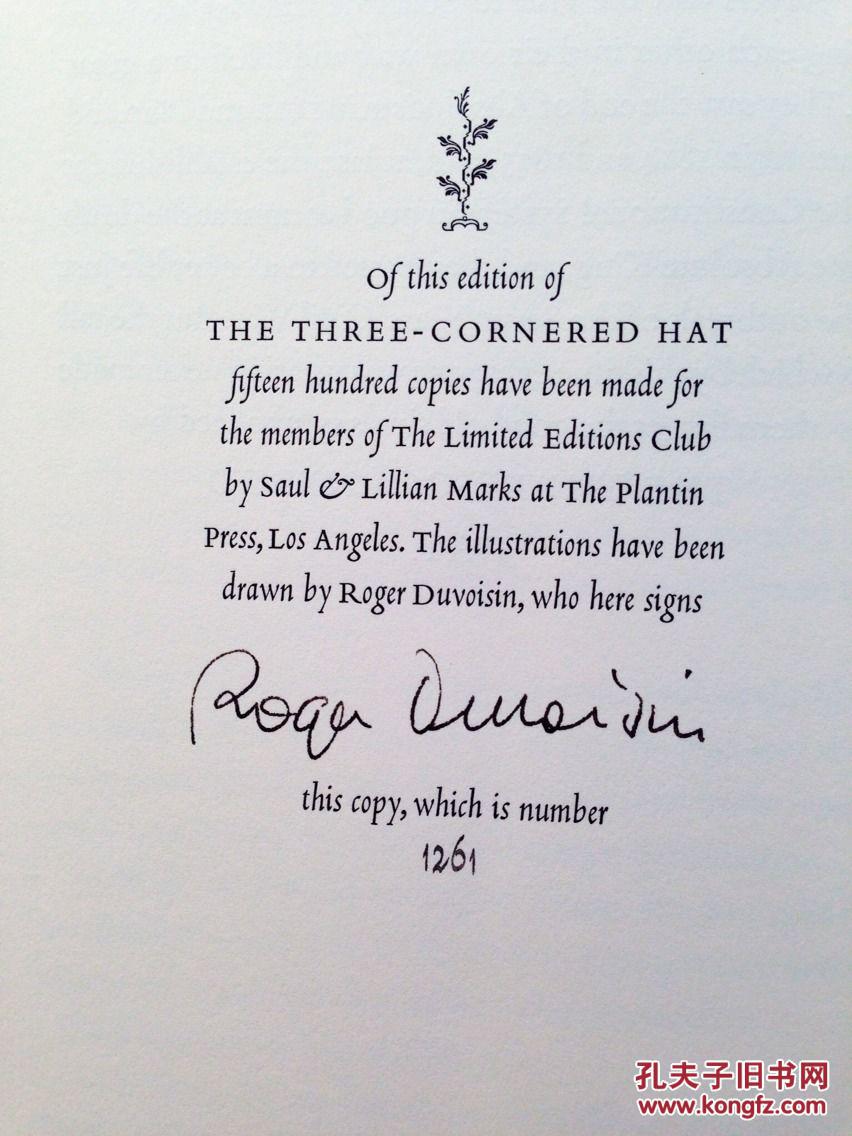 Of this edition of
THE THREE-CORNERED HAT
fifteen hundred copies have been made for
the members of The Limited Editions Club
by Saul & Lillian Marks at The Plantin
Press, Los Angeles. The illustrations have been
drawn by Roger Duvoisin, who here signs
Roger Duvoisin
this copy, which is number
1261
孔夫子旧书网
www.kongfz.com